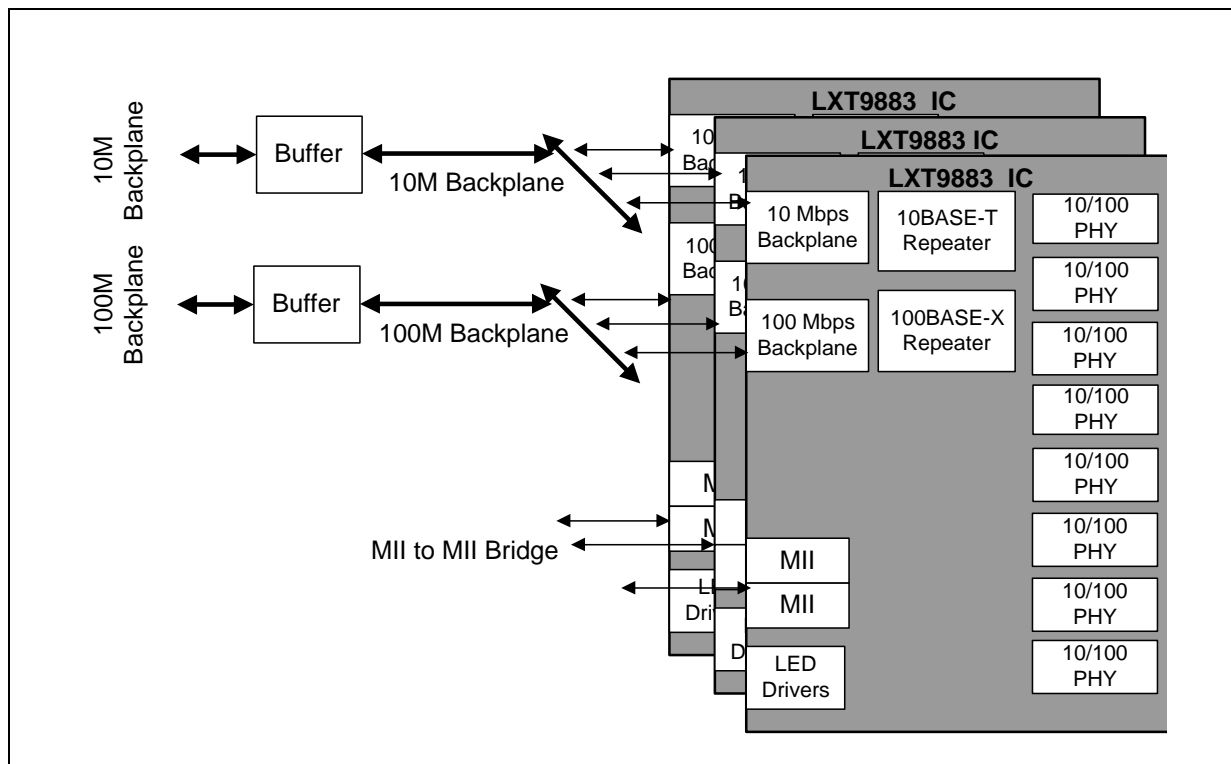 LXT9883 IC
LXT9883 IC
LXT9883 IC
10M
Backplane
Buffer
10M Backplane
10 Mbps
Backplane
10BASE-T
Repeater
100M
Backplane
Buffer
100M Backplane
100 Mbps
Backplane
100BASE-X
Repeater
MII to MII Bridge
MII
MII
LED
Drivers
10/100
PHY
10/100
PHY
10/100
PHY
10/100
PHY
10/100
PHY
10/100
PHY
10/100
PHY
10/100
PHY